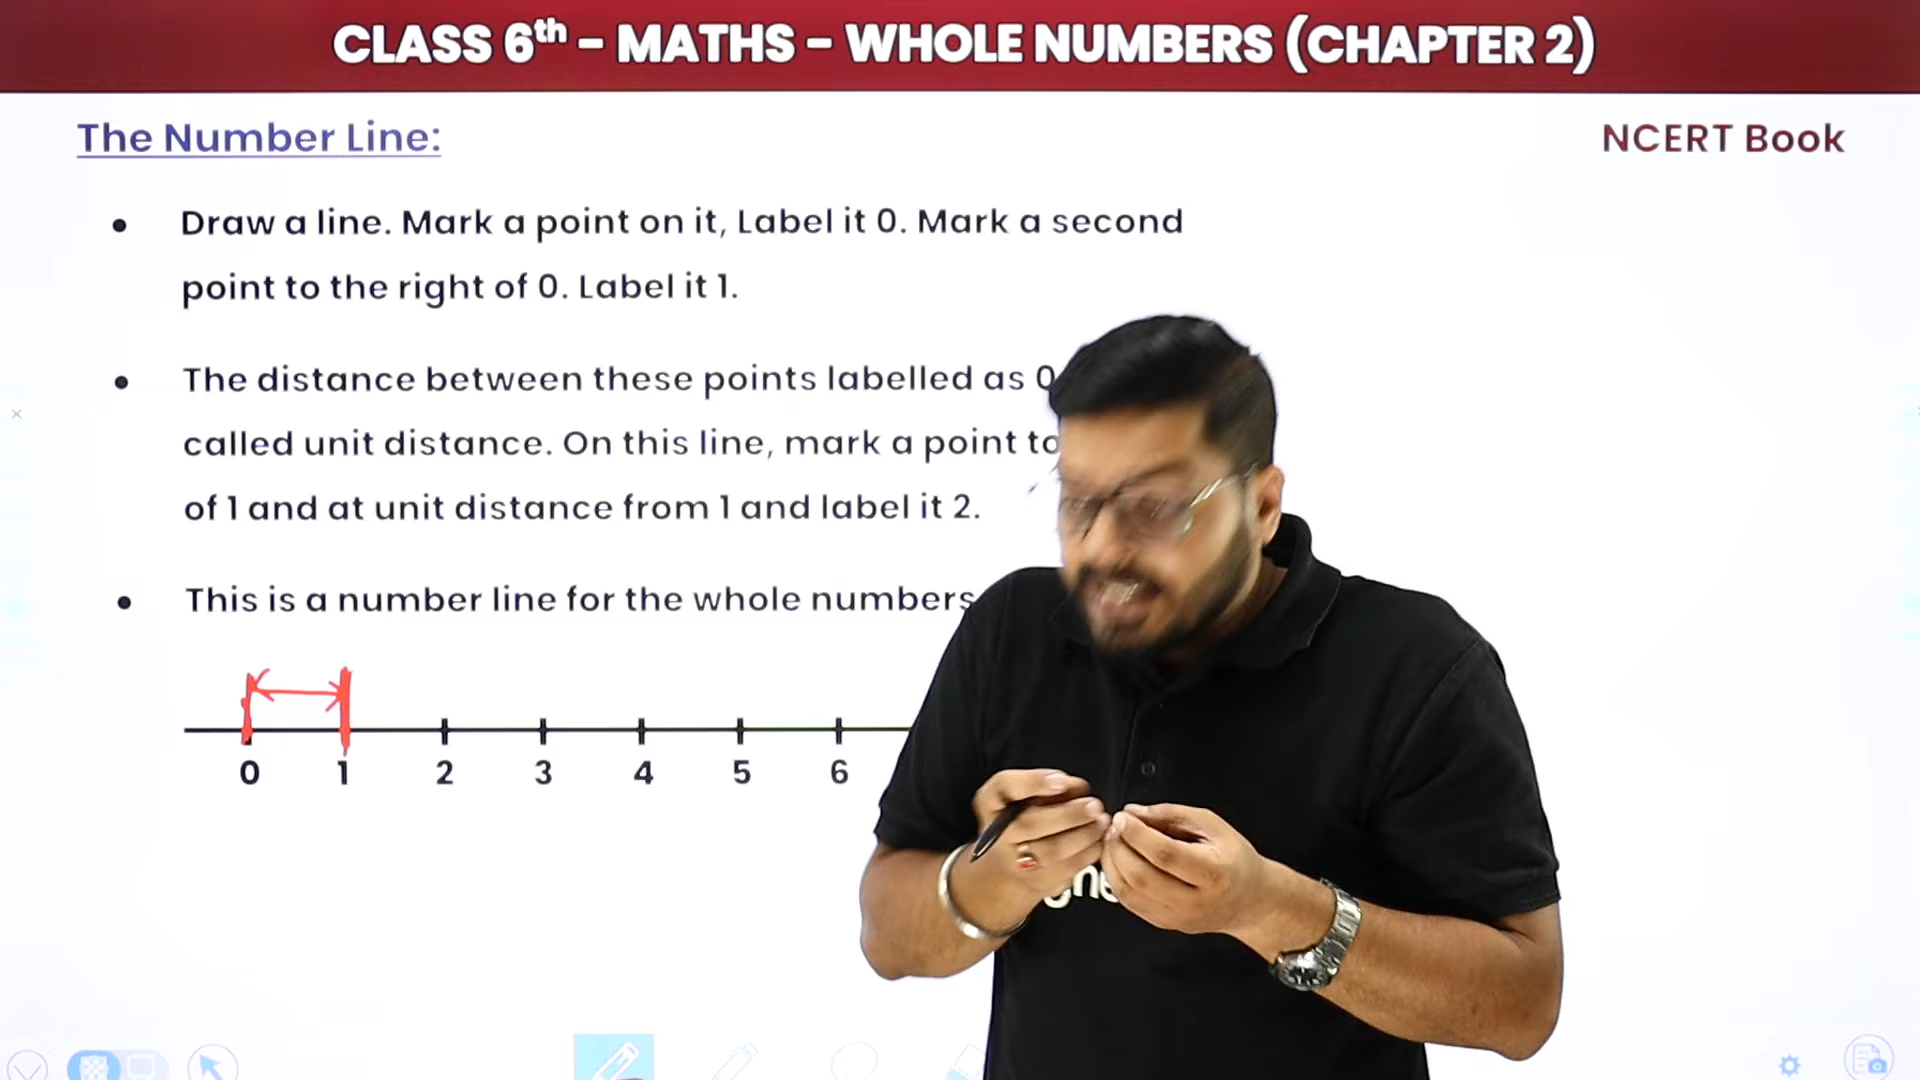 CLASS 6th - MATHS - WHOLE NUMBERS (CHAPTER 2)
The Number Line:
NCERT Book
Draw a line. Mark a point on it, Label it 0. Mark a second
point to the right of 0. Label it 1.
The distance between these points labelled as 0
called unit distance. On this line, mark a point to
of 1 and at unit distance from 1 and label it 2.
This is a number line for the whole numbers
0 1 2 3 4 5 6